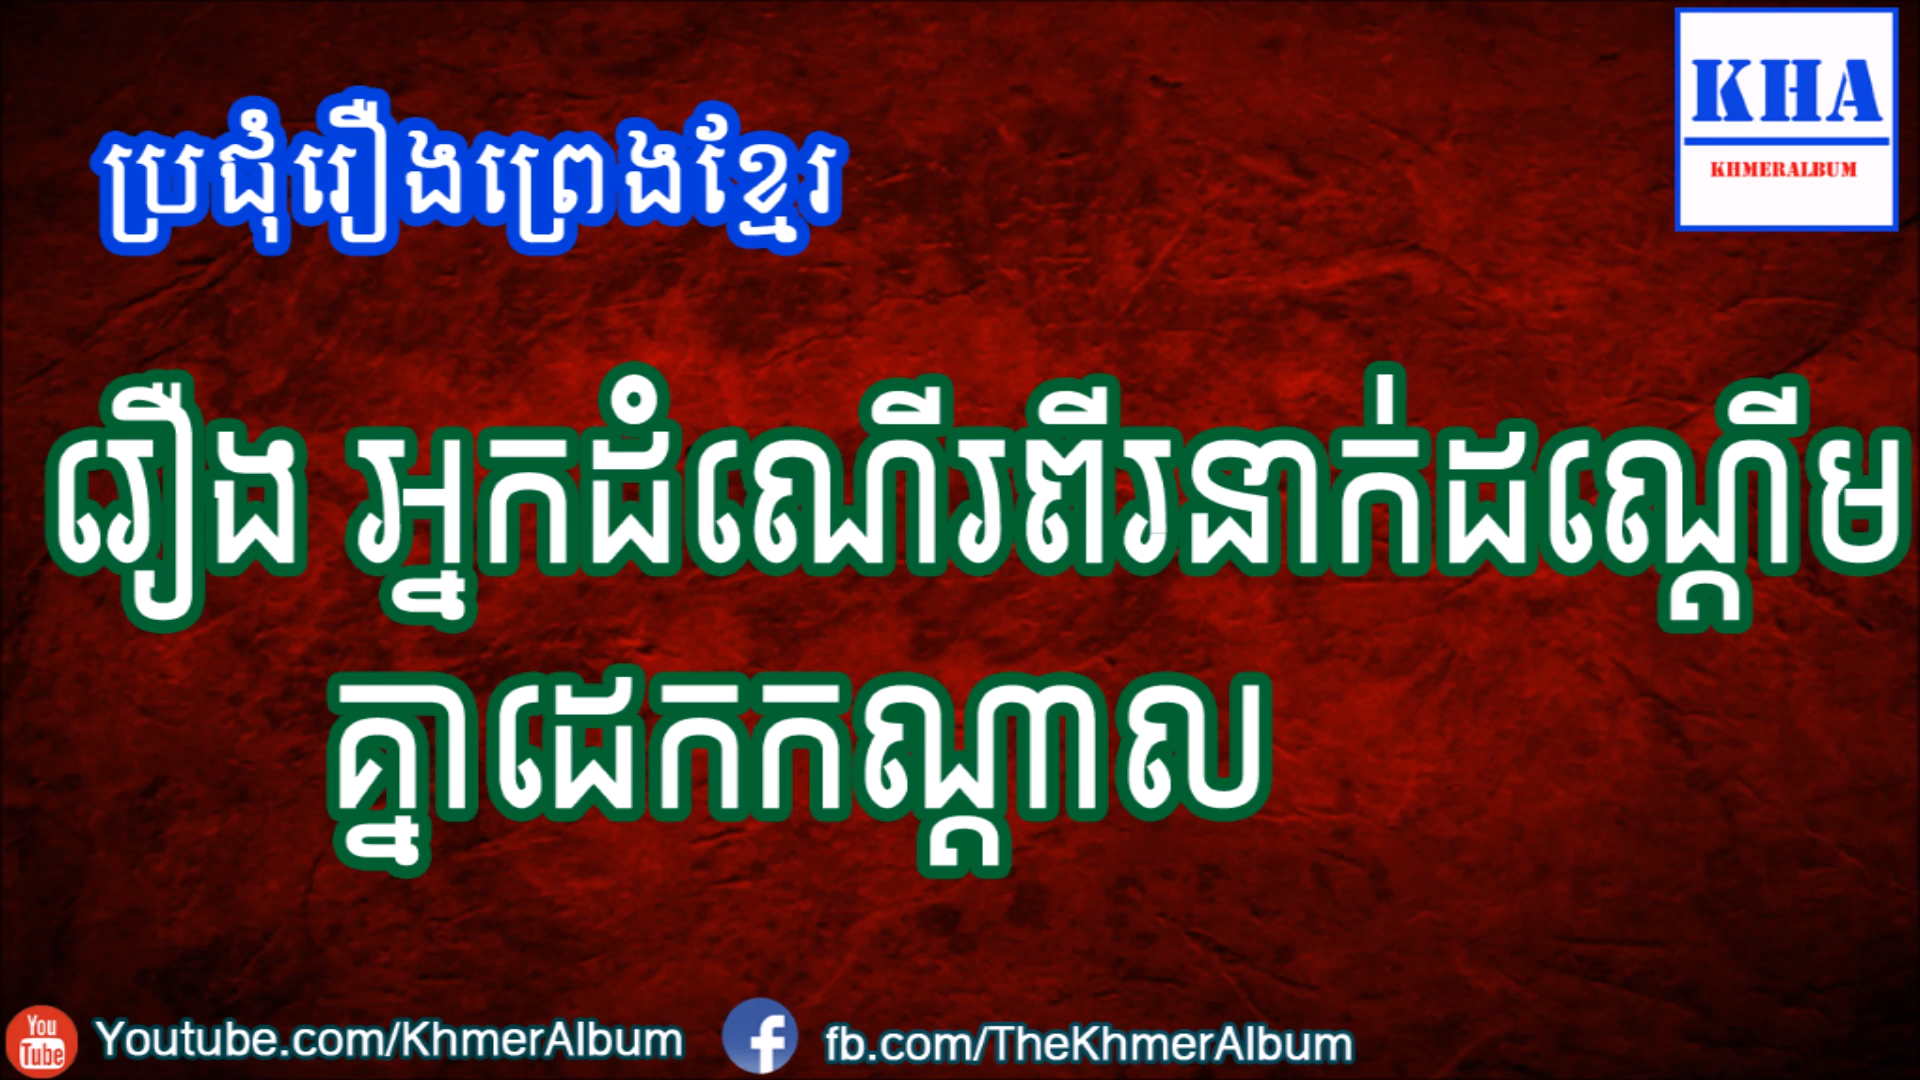 ប្រជុំរឿងព្រេងខ្មែរ
KHA
KHMERALBUM
រឿង អ្នកដំណើរពីរនាក់ដណ្ដើម
គ្នាដេកកណ្ដាល
You
Tube
Youtube.com/KhmerAlbum
fb.com/TheKhmerAlbum